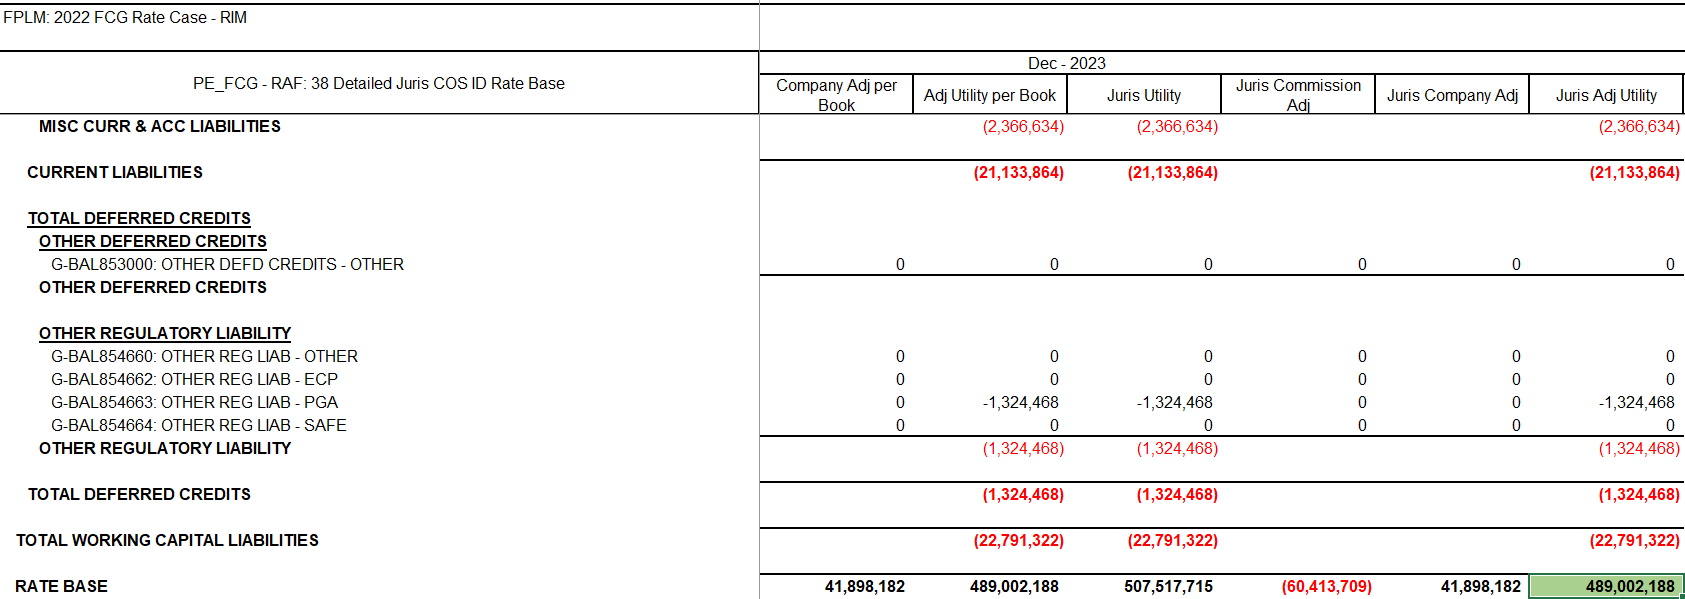 FPLM: 2022 FCG Rate Case - RIM
Dec - 2023
PE_FCG - RAF: 38 Detailed Juris COS ID Rate Base
Company Adj per Book
Adj Utility per Book
Juris Utility
Juris Commission Adj
Juris Company Adj
Juris Adj Utility
MISC CURR & ACC LIABILITIES (2,366,634) (2,366,634) (2,366,634)
CURRENT LIABILITIES (21,133,864) (21,133,864) (21,133,864)
TOTAL DEFERRED CREDITS
OTHER DEFERRED CREDITS
G-BAL853000: OTHER DEFD CREDITS - OTHER 0 0 0 0 0 0
OTHER DEFERRED CREDITS
OTHER REGULATORY LIABILITY
G-BAL854660: OTHER REG LIAB - OTHER 0 0 0 0 0 0
G-BAL854662: OTHER REG LIAB - ECP 0 0 0 0 0 0
G-BAL854663: OTHER REG LIAB - PGA 0 -1,324,468 -1,324,468 0 0 -1,324,468
G-BAL854664: OTHER REG LIAB - SAFE 0 0 0 0 0 0
OTHER REGULATORY LIABILITY (1,324,468) (1,324,468) (1,324,468)
TOTAL DEFERRED CREDITS (1,324,468) (1,324,468) (1,324,468)
TOTAL WORKING CAPITAL LIABILITIES (22,791,322) (22,791,322) (22,791,322)
RATE BASE 41,898,182 489,002,188 507,517,715 (60,413,709) 41,898,182 489,002,188